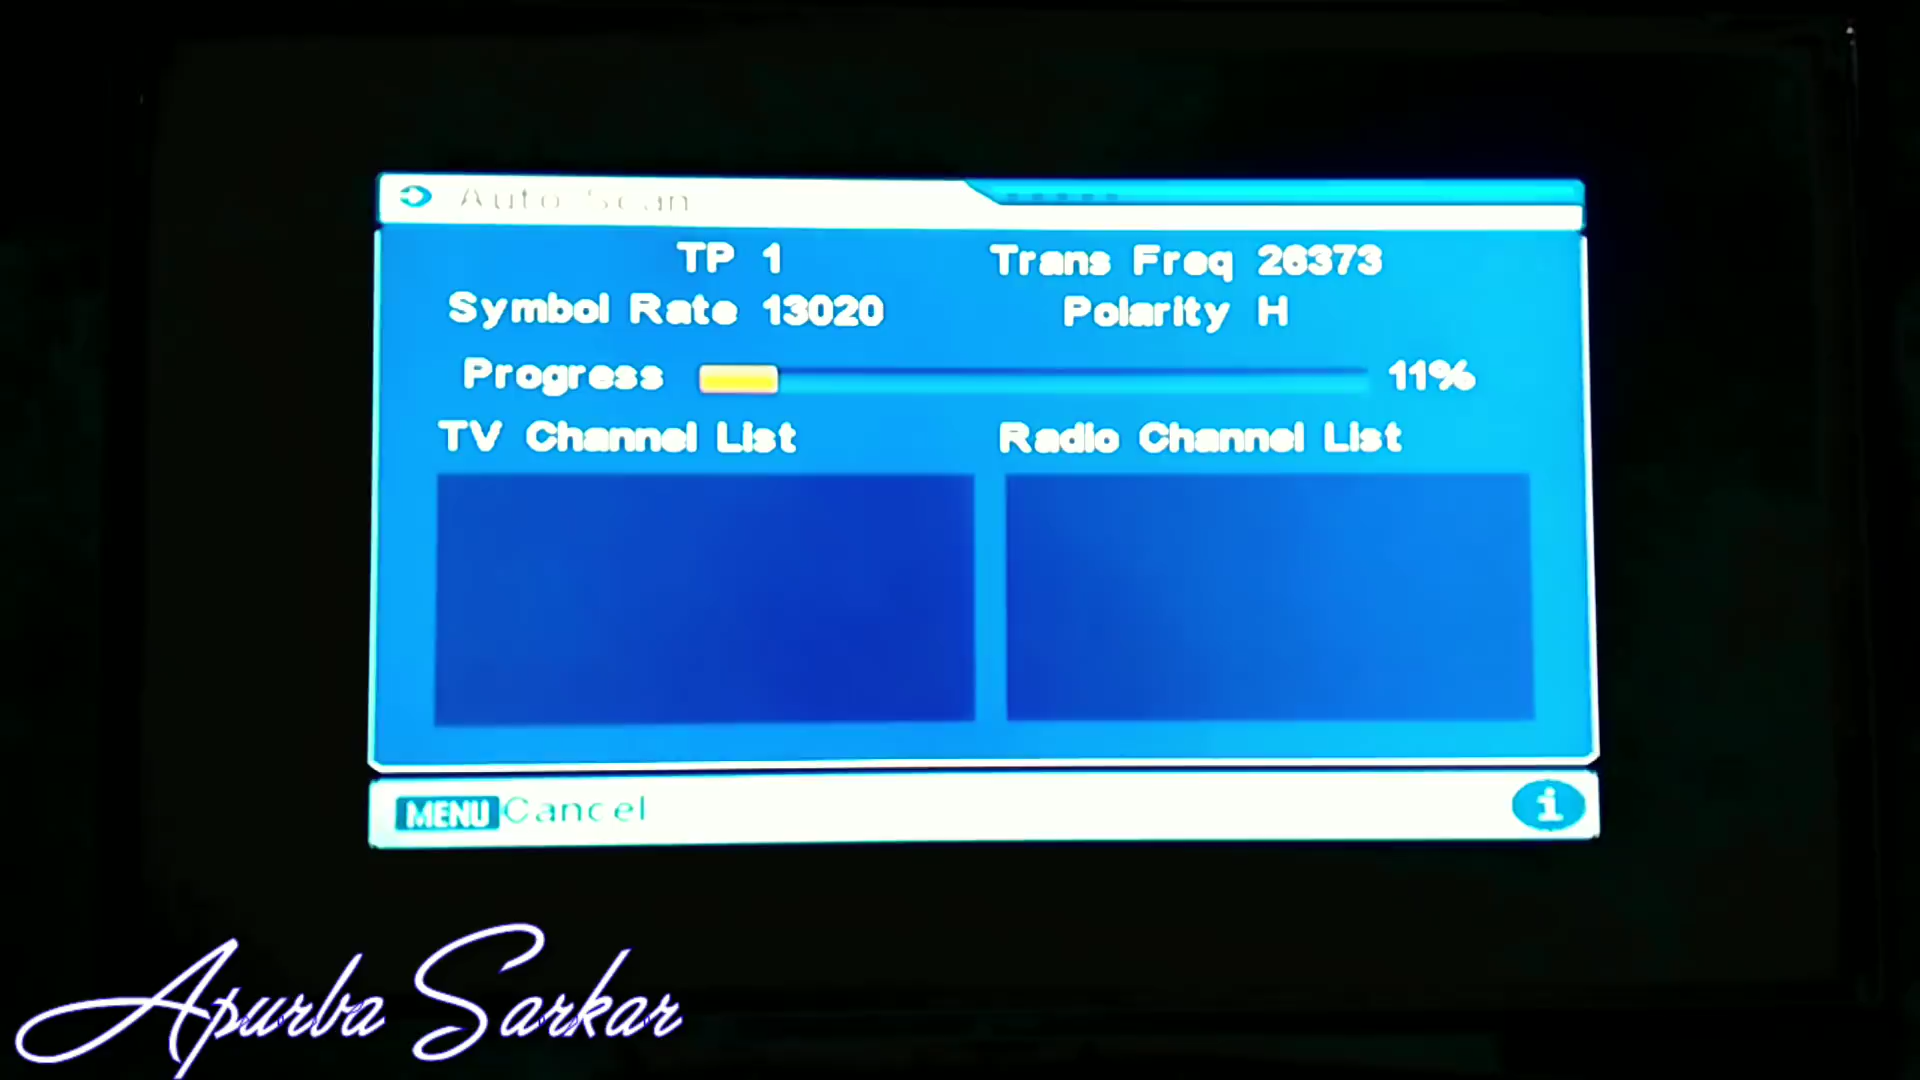 Auto Scan
TP 1 Trans Freq 26373
Symbol Rate 13020 Polarity H
Progress 11%
TV Channel List Radio Channel List
MENU Cancel i
Apurba Sarkar